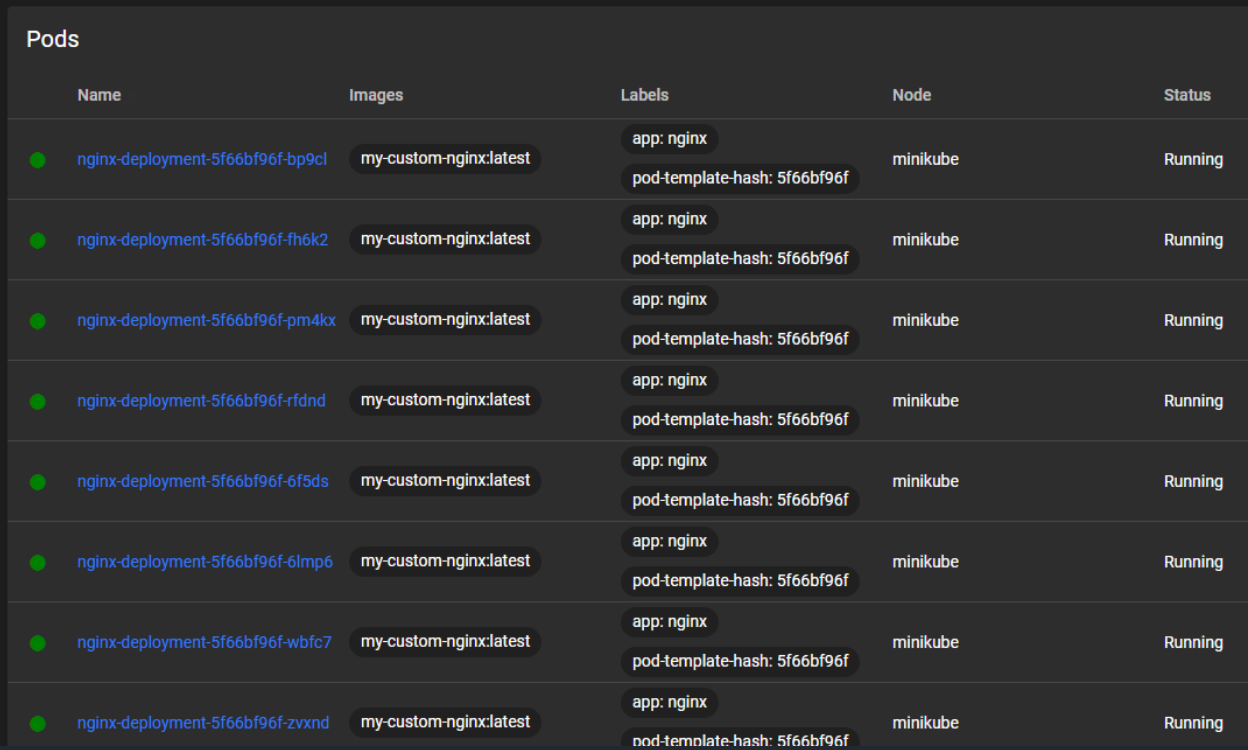 Pods
Name Images Labels Node Status
app: nginx
nginx-deployment-5f66bf96f-bp9cl my-custom-nginx:latest minikube Running
pod-template-hash: 5f66bf96f
app: nginx
nginx-deployment-5f66bf96f-fh6k2 my-custom-nginx:latest minikube Running
pod-template-hash: 5f66bf96f
app: nginx
nginx-deployment-5f66bf96f-pm4kx my-custom-nginx:latest minikube Running
pod-template-hash: 5f66bf96f
app: nginx
nginx-deployment-5f66bf96f-rfdnd my-custom-nginx:latest minikube Running
pod-template-hash: 5f66bf96f
app: nginx
nginx-deployment-5f66bf96f-6f5ds my-custom-nginx:latest minikube Running
pod-template-hash: 5f66bf96f
app: nginx
nginx-deployment-5f66bf96f-6lmp6 my-custom-nginx:latest minikube Running
pod-template-hash: 5f66bf96f
app: nginx
nginx-deployment-5f66bf96f-wbfc7 my-custom-nginx:latest minikube Running
pod-template-hash: 5f66bf96f
app: nginx
nginx-deployment-5f66bf96f-zvxnd my-custom-nginx:latest minikube Running
pod-template-hash: 5f66bf96f